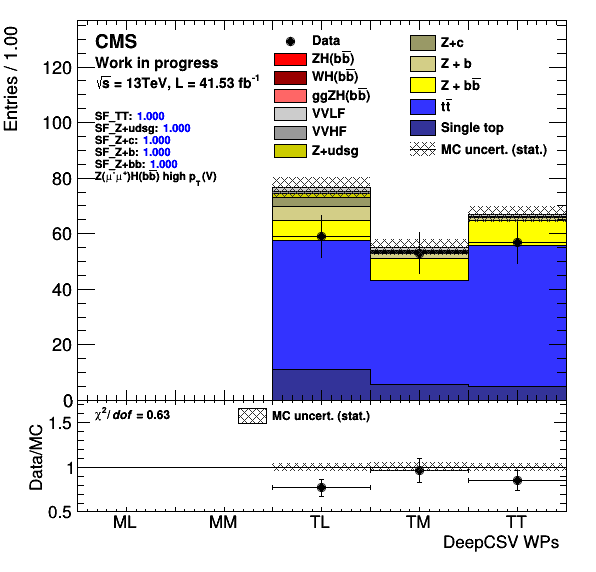 CMS
Work in progress
√s = 13TeV, L = 41.53 fb⁻¹
SF_TT: 1.000
SF_Z+udsg: 1.000
SF_Z+c: 1.000
SF_Z+b: 1.000
SF_Z+bb: 1.000
Z(μ⁻μ⁺)H(bb̅) high p_T(V)
Data
ZH(bb̅)
WH(bb̅)
ggZH(bb̅)
VVLF
VVHF
Z+udsg
Z+c
Z + b
Z + bb̅
tt̅
Single top
MC uncert. (stat.)
Entries / 1.00
120
100
80
60
40
20
0
χ²/dof = 0.63
MC uncert. (stat.)
Data/MC
1.5
1
0.5
ML MM TL TM TT
DeepCSV WPs